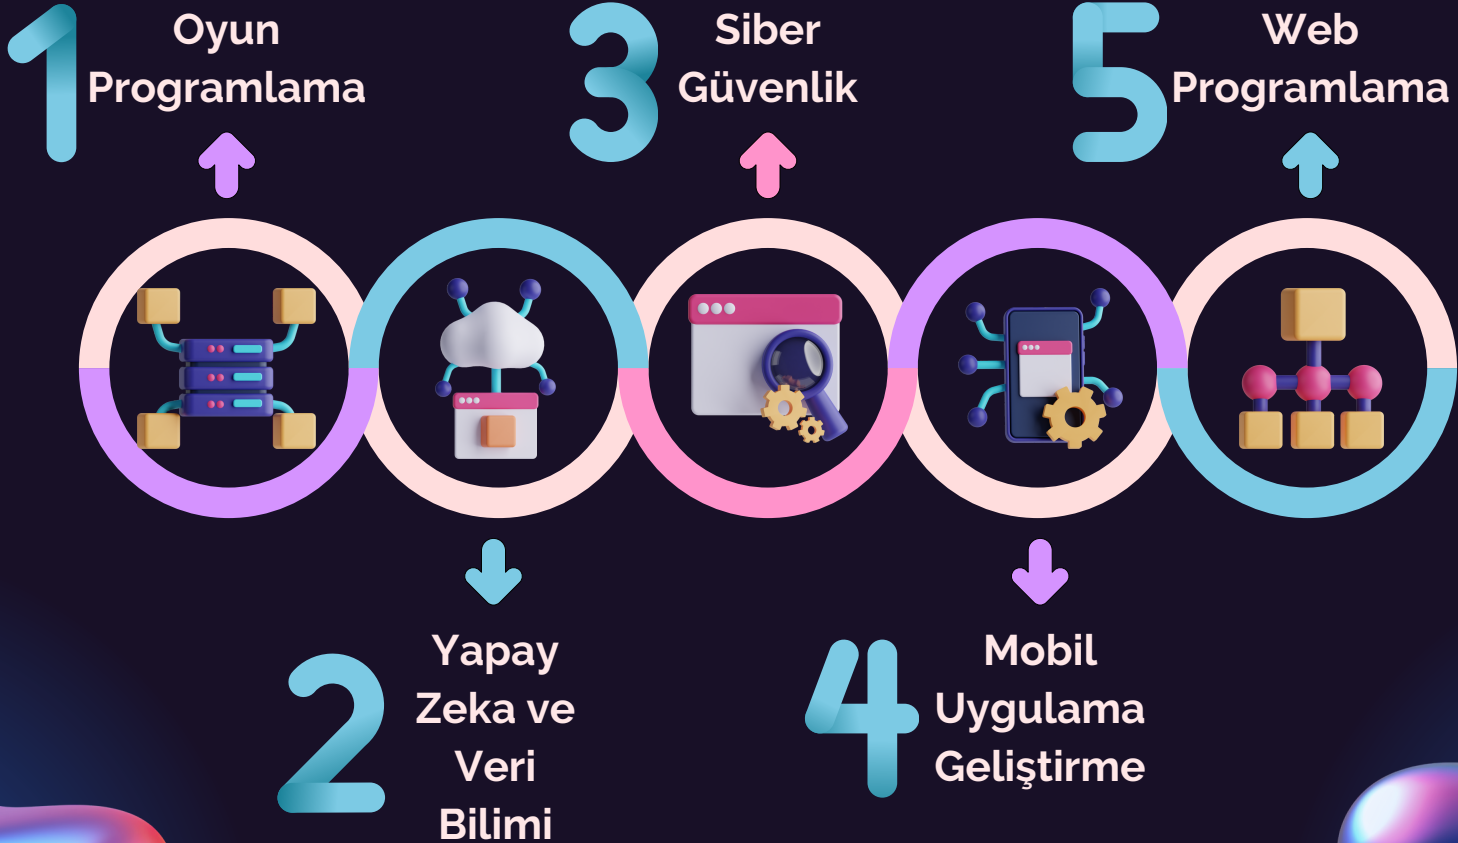 1
Oyun
Programlama
2
Yapay
Zeka ve
Veri
Bilimi
3
Siber
Güvenlik
4
Mobil
Uygulama
Geliştirme
5
Web
Programlama